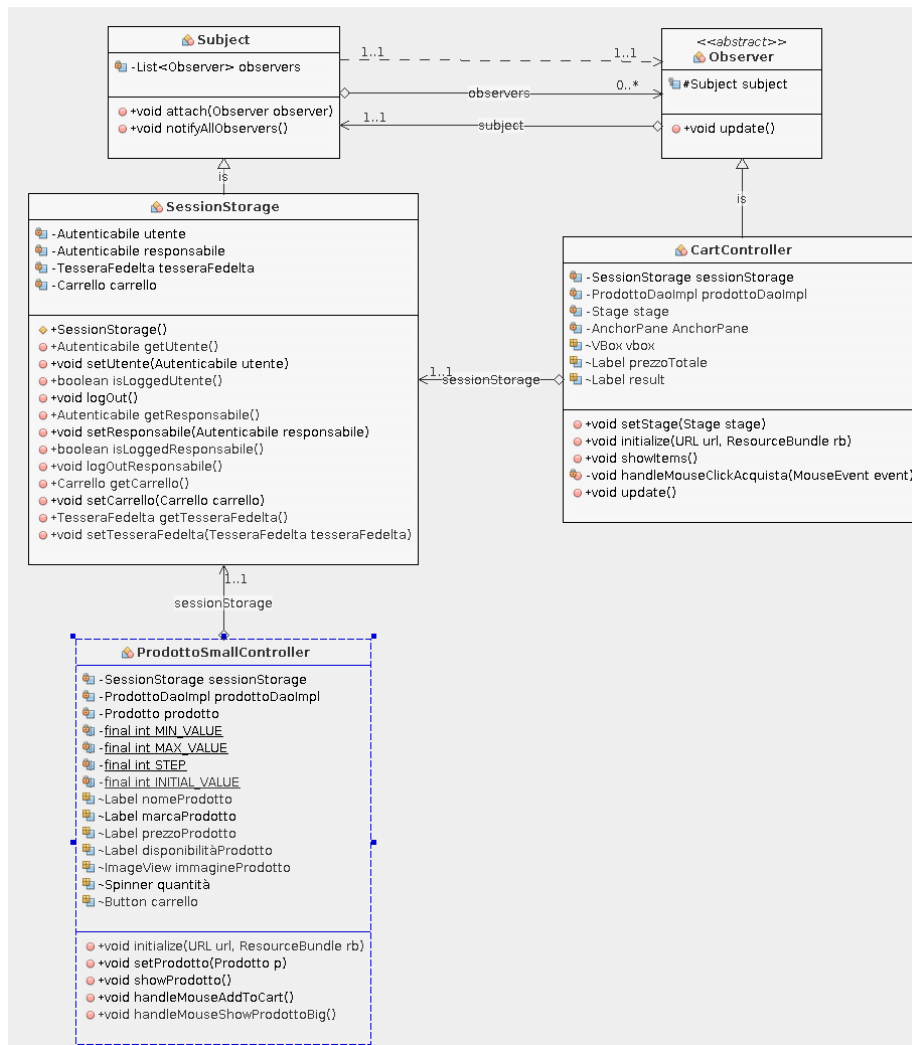 Subject
-List<Observer> observers
+void attach(Observer observer)
+void notifyAllObservers()
1..1
1..1
observers
0..*
1..1
subject
<<abstract>>
Observer
#Subject subject
+void update()
is
is
SessionStorage
-Autenticabile utente
-Autenticabile responsabile
-TesseraFedelta tesseraFedelta
-Carrello carrello
+SessionStorage()
+Autenticabile getUtente()
+void setUtente(Autenticabile utente)
+boolean isLoggedUtente()
+void logOut()
+Autenticabile getResponsabile()
+void setResponsabile(Autenticabile responsabile)
+boolean isLoggedResponsabile()
+void logOutResponsabile()
+Carrello getCarrello()
+void setCarrello(Carrello carrello)
+TesseraFedelta getTesseraFedelta()
+void setTesseraFedelta(TesseraFedelta tesseraFedelta)
1..1
sessionStorage
CartController
-SessionStorage sessionStorage
-ProdottoDaoImpl prodottoDaoImpl
-Stage stage
-AnchorPane AnchorPane
~VBox vbox
~Label prezzoTotale
~Label result
+void setStage(Stage stage)
+void initialize(URL url, ResourceBundle rb)
+void showItems()
-void handleMouseClickAcquista(MouseEvent event)
+void update()
1..1
sessionStorage
ProdottoSmallController
-SessionStorage sessionStorage
-ProdottoDaoImpl prodottoDaoImpl
-Prodotto prodotto
-final int MIN_VALUE
-final int MAX_VALUE
-final int STEP
-final int INITIAL_VALUE
~Label nomeProdotto
~Label marcaProdotto
~Label prezzoProdotto
~Label disponibilitàProdotto
~ImageView immagineProdotto
~Spinner quantità
~Button carrello
+void initialize(URL url, ResourceBundle rb)
+void setProdotto(Prodotto p)
+void showProdotto()
+void handleMouseAddToCart()
+void handleMouseShowProdottoBig()